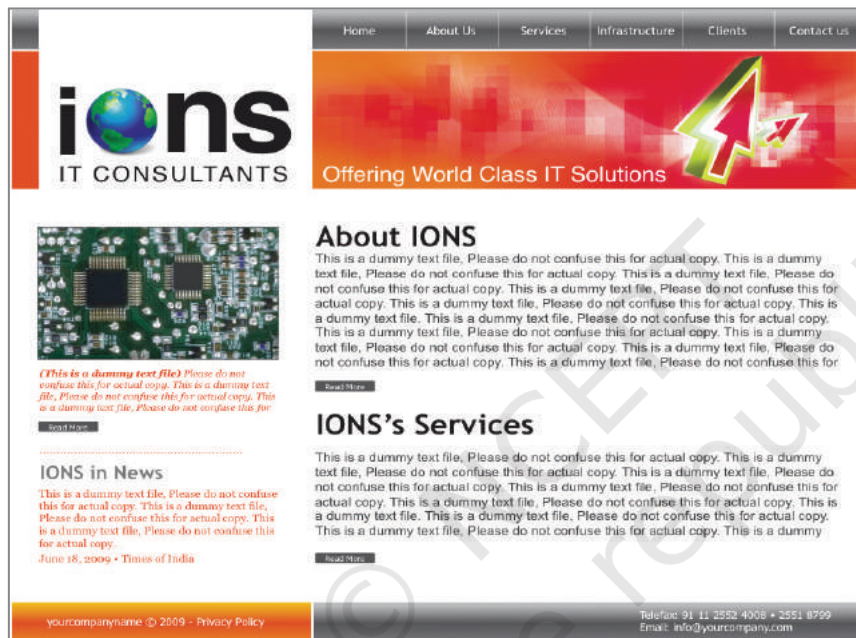 Home About Us Services Infrastructure Clients Contact us
ions
IT CONSULTANTS
Offering World Class IT Solutions
(This is a dummy text file) Please do not
confuse this for actual copy. This is a dummy text
file, Please do not confuse this for actual copy. This
is a dummy text file, Please do not confuse this for
Read More
IONS in News
This is a dummy text file, Please do not confuse
this for actual copy. This is a dummy text file,
Please do not confuse this for actual copy. This
is a dummy text file, Please do not confuse this
for actual copy.
June 18, 2009 • Times of India
About IONS
This is a dummy text file, Please do not confuse this for actual copy. This is a dummy
text file, Please do not confuse this for actual copy. This is a dummy text file, Please do
not confuse this for actual copy. This is a dummy text file, Please do not confuse this for
actual copy. This is a dummy text file, Please do not confuse this for actual copy. This is
a dummy text file. This is a dummy text file, Please do not confuse this for actual copy.
This is a dummy text file, Please do not confuse this for actual copy. This is a dummy
text file, Please do not confuse this for actual copy. This is a dummy text file, Please do
not confuse this for actual copy. This is a dummy text file, Please do not confuse this for
Read More
IONS's Services
This is a dummy text file, Please do not confuse this for actual copy. This is a dummy
text file, Please do not confuse this for actual copy. This is a dummy text file, Please do
not confuse this for actual copy. This is a dummy text file, Please do not confuse this for
actual copy. This is a dummy text file, Please do not confuse this for actual copy. This is
a dummy text file. This is a dummy text file, Please do not confuse this for actual copy.
This is a dummy text file, Please do not confuse this for actual copy. This is a dummy
Read More
yourcompanyname © 2009 - Privacy Policy
Telefax: 91 11 2552 4008 • 2551 8799
Email: info@yourcompany.com
© NCERT
republi